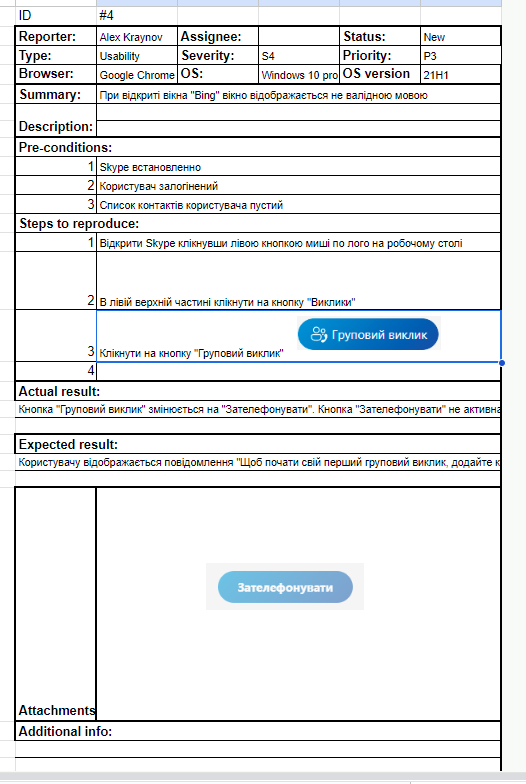 ID #4
Reporter: Alex Kraynov Assignee: Status: New
Type: Usability Severity: S4 Priority: P3
Browser: Google Chrome OS: Windows 10 pro OS version 21H1
Summary: При відкриті вікна "Bing" вікно відображається не валідною мовою
Description:
Pre-conditions:
1 Skype встановленно
2 Користувач залогінений
3 Список контактів користувача пустий
Steps to reproduce:
1 Відкрити Skype клікнувши лівою кнопкою миші по лого на робочому столі
2 В лівій верхній частині клікнути на кнопку "Виклики"
Груповий виклик
3 Клікнути на кнопку "Груповий виклик"
4
Actual result:
Кнопка "Груповий виклик" змінюється на "Зателефонувати". Кнопка "Зателефонувати" не активна
Expected result:
Користувачу відображається повідомлення "Щоб почати свій перший груповий виклик, додайте к
Зателефонувати
Attachments
Additional info: